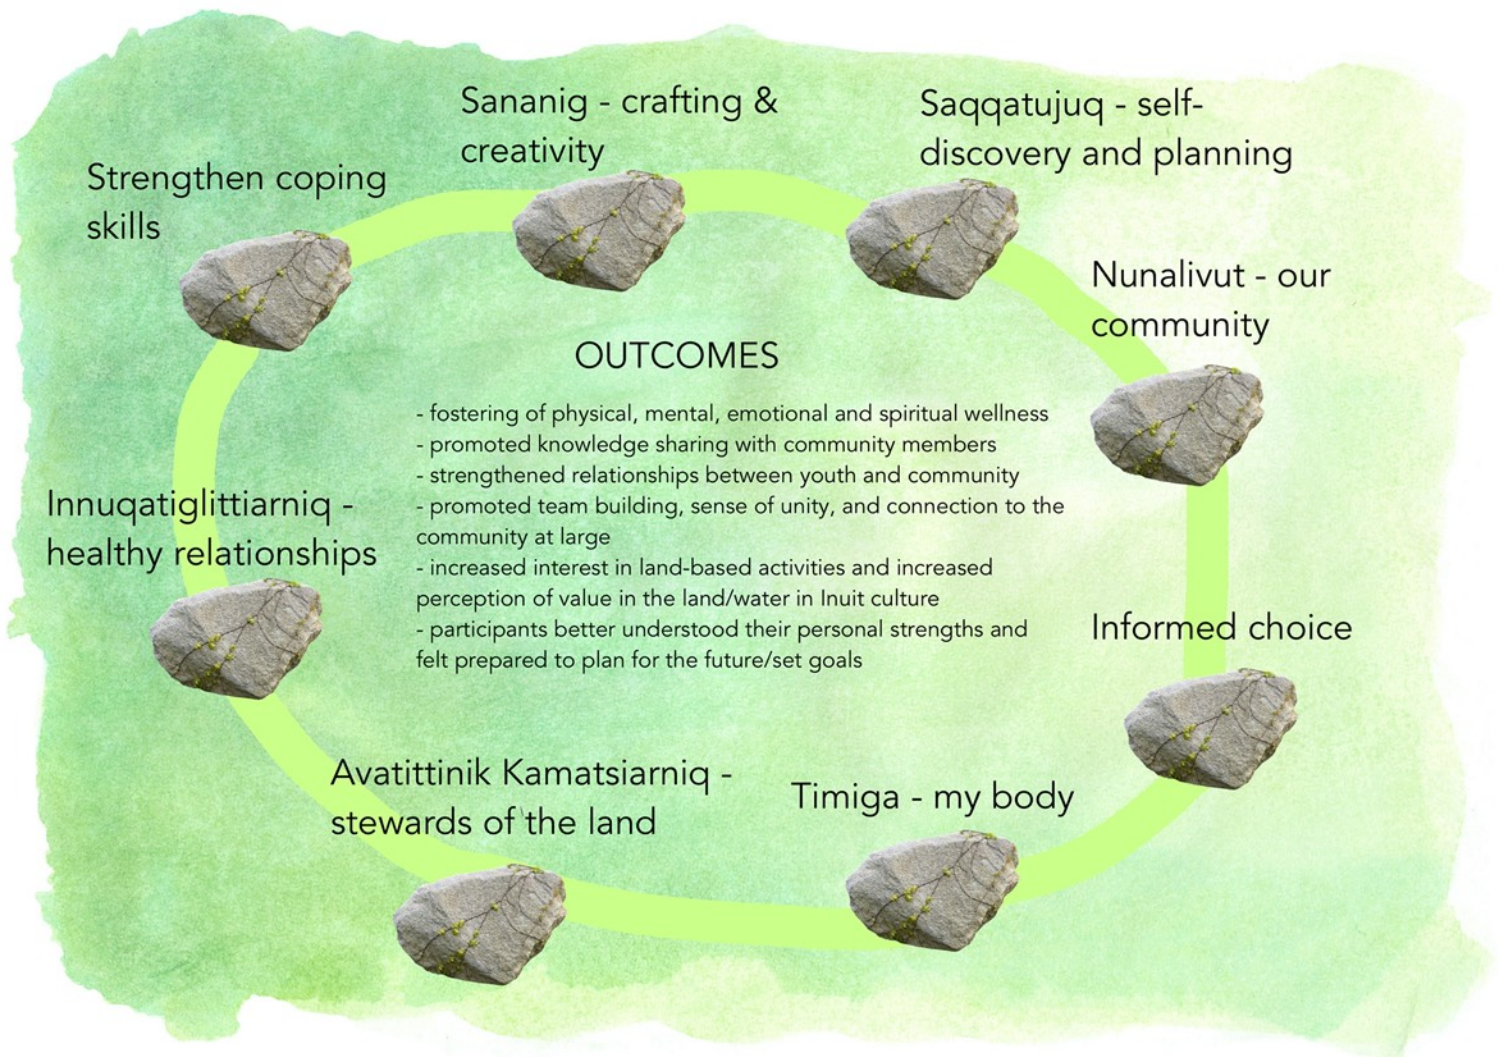 Sananig - crafting &
creativity
Saqqatujuq - self-
discovery and planning
Strengthen coping
skills
Nunalivut - our
community
OUTCOMES
- fostering of physical, mental, emotional and spiritual wellness
- promoted knowledge sharing with community members
- strengthened relationships between youth and community
- promoted team building, sense of unity, and connection to the
community at large
- increased interest in land-based activities and increased
perception of value in the land/water in Inuit culture
- participants better understood their personal strengths and
felt prepared to plan for the future/set goals
Innuqatiglittiarniq -
healthy relationships
Informed choice
Avatittinik Kamatsiarniq -
stewards of the land
Timiga - my body